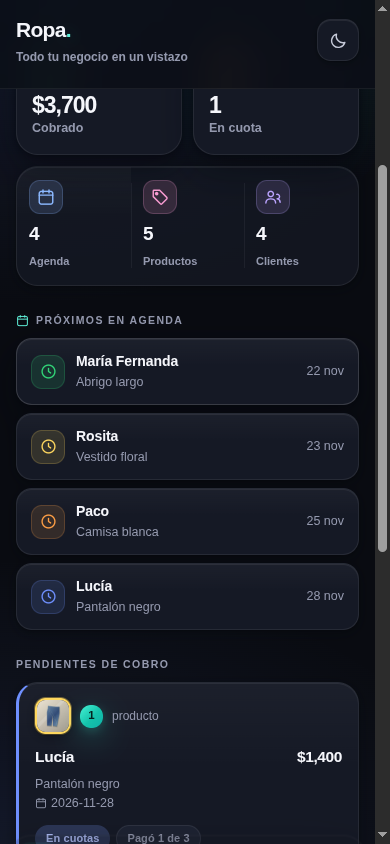 Ropa.
Todo tu negocio en un vistazo
$3,700
Cobrado
1
En cuota
4
Agenda
5
Productos
4
Clientes
PRÓXIMOS EN AGENDA
María Fernanda
Abrigo largo
22 nov
Rosita
Vestido floral
23 nov
Paco
Camisa blanca
25 nov
Lucía
Pantalón negro
28 nov
PENDIENTES DE COBRO
1 producto
Lucía
$1,400
Pantalón negro
2026-11-28
En cuotas
Pagó 1 de 3